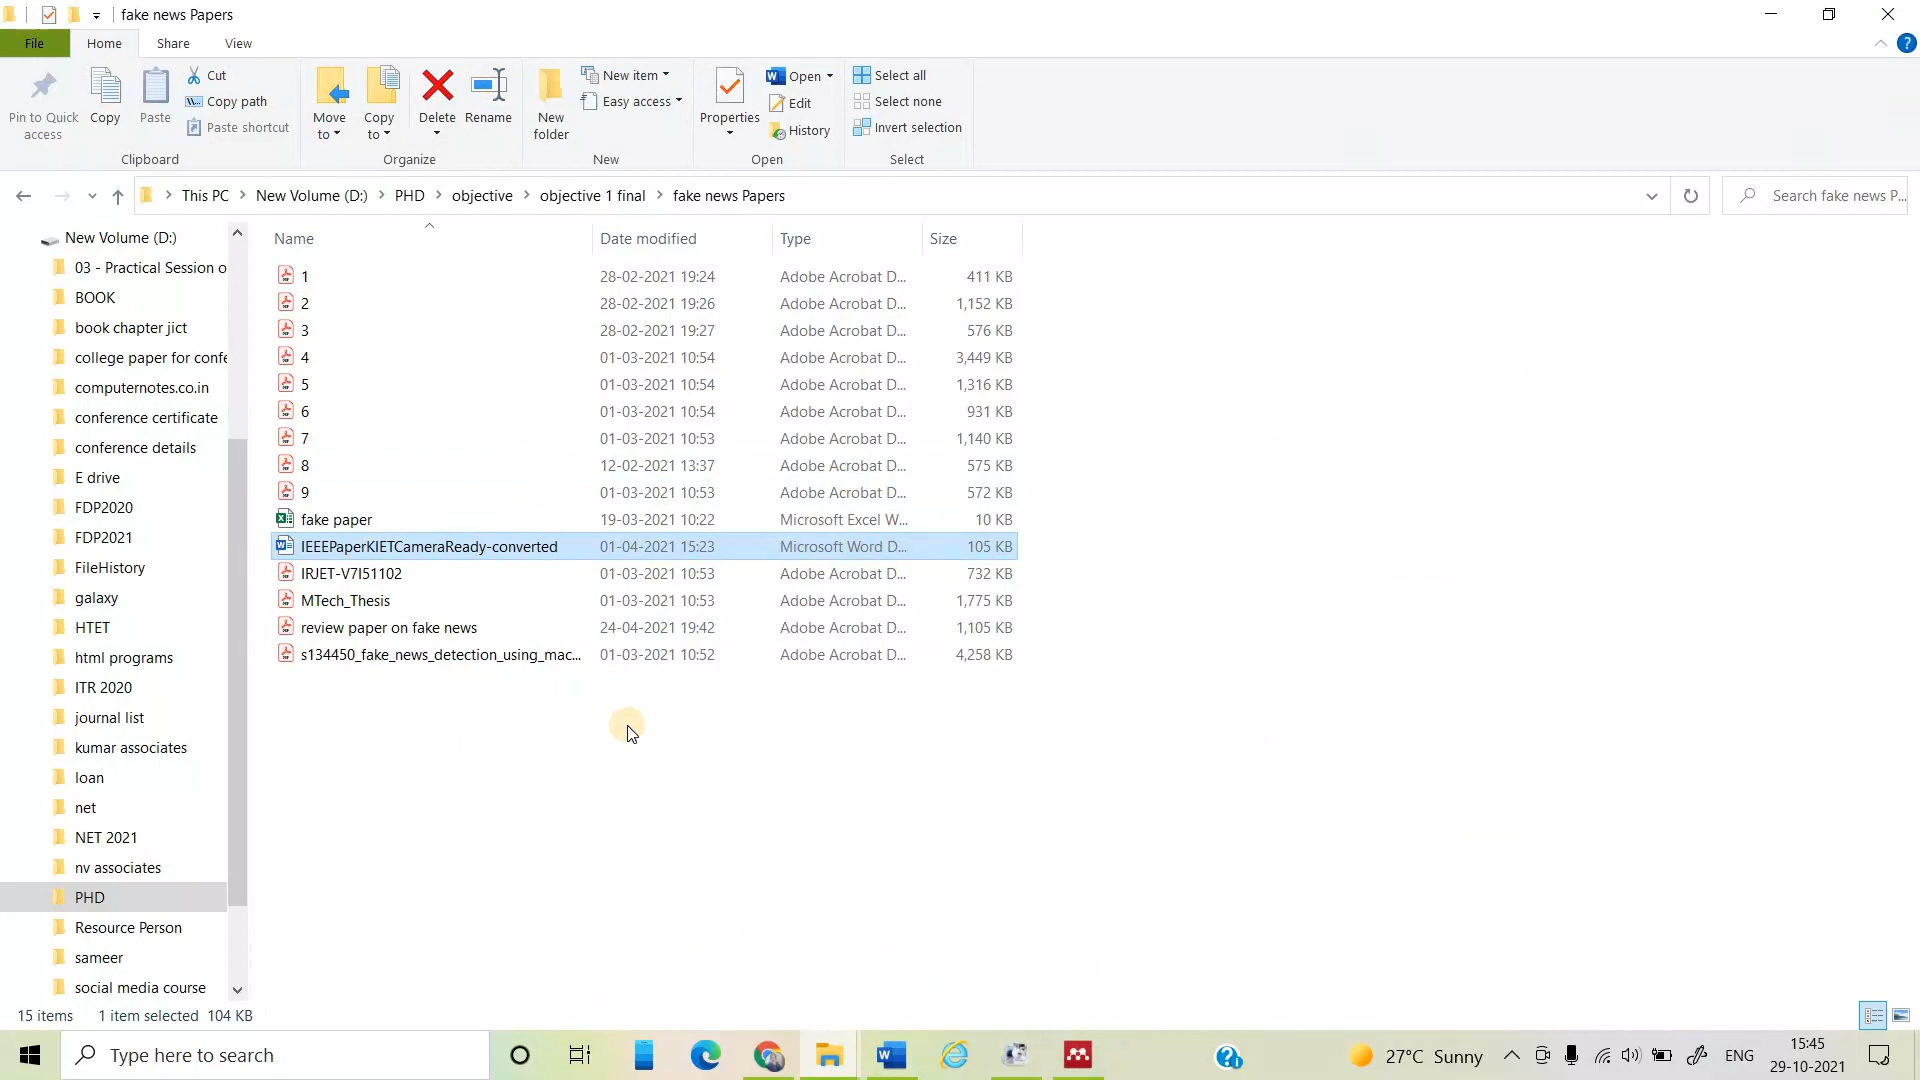 fake news Papers
File Home Share View
Pin to Quick access
Copy
Paste
Cut
Copy path
Paste shortcut
Clipboard
Move to
Copy to
Delete
Rename
Organize
New folder
New item
Easy access
New
Properties
Open
Edit
History
Open
Select all
Select none
Invert selection
Select
This PC > New Volume (D:) > PHD > objective > objective 1 final > fake news Papers
Search fake news P...
New Volume (D:)
03 - Practical Session o
BOOK
book chapter jict
college paper for confe
computernotes.co.in
conference certificate
conference details
E drive
FDP2020
FDP2021
FileHistory
galaxy
HTET
html programs
ITR 2020
journal list
kumar associates
loan
net
NET 2021
nv associates
PHD
Resource Person
sameer
social media course
Name Date modified Type Size
1 28-02-2021 19:24 Adobe Acrobat D... 411 KB
2 28-02-2021 19:26 Adobe Acrobat D... 1,152 KB
3 28-02-2021 19:27 Adobe Acrobat D... 576 KB
4 01-03-2021 10:54 Adobe Acrobat D... 3,449 KB
5 01-03-2021 10:54 Adobe Acrobat D... 1,316 KB
6 01-03-2021 10:54 Adobe Acrobat D... 931 KB
7 01-03-2021 10:53 Adobe Acrobat D... 1,140 KB
8 12-02-2021 13:37 Adobe Acrobat D... 575 KB
9 01-03-2021 10:53 Adobe Acrobat D... 572 KB
fake paper 19-03-2021 10:22 Microsoft Excel W... 10 KB
IEEEPaperKIETCameraReady-converted 01-04-2021 15:23 Microsoft Word D... 105 KB
IRJET-V7I51102 01-03-2021 10:53 Adobe Acrobat D... 732 KB
MTech_Thesis 01-03-2021 10:53 Adobe Acrobat D... 1,775 KB
review paper on fake news 24-04-2021 19:42 Adobe Acrobat D... 1,105 KB
s134450_fake_news_detection_using_mac... 01-03-2021 10:52 Adobe Acrobat D... 4,258 KB
15 items 1 item selected 104 KB
Type here to search
27°C Sunny
ENG
15:45
29-10-2021